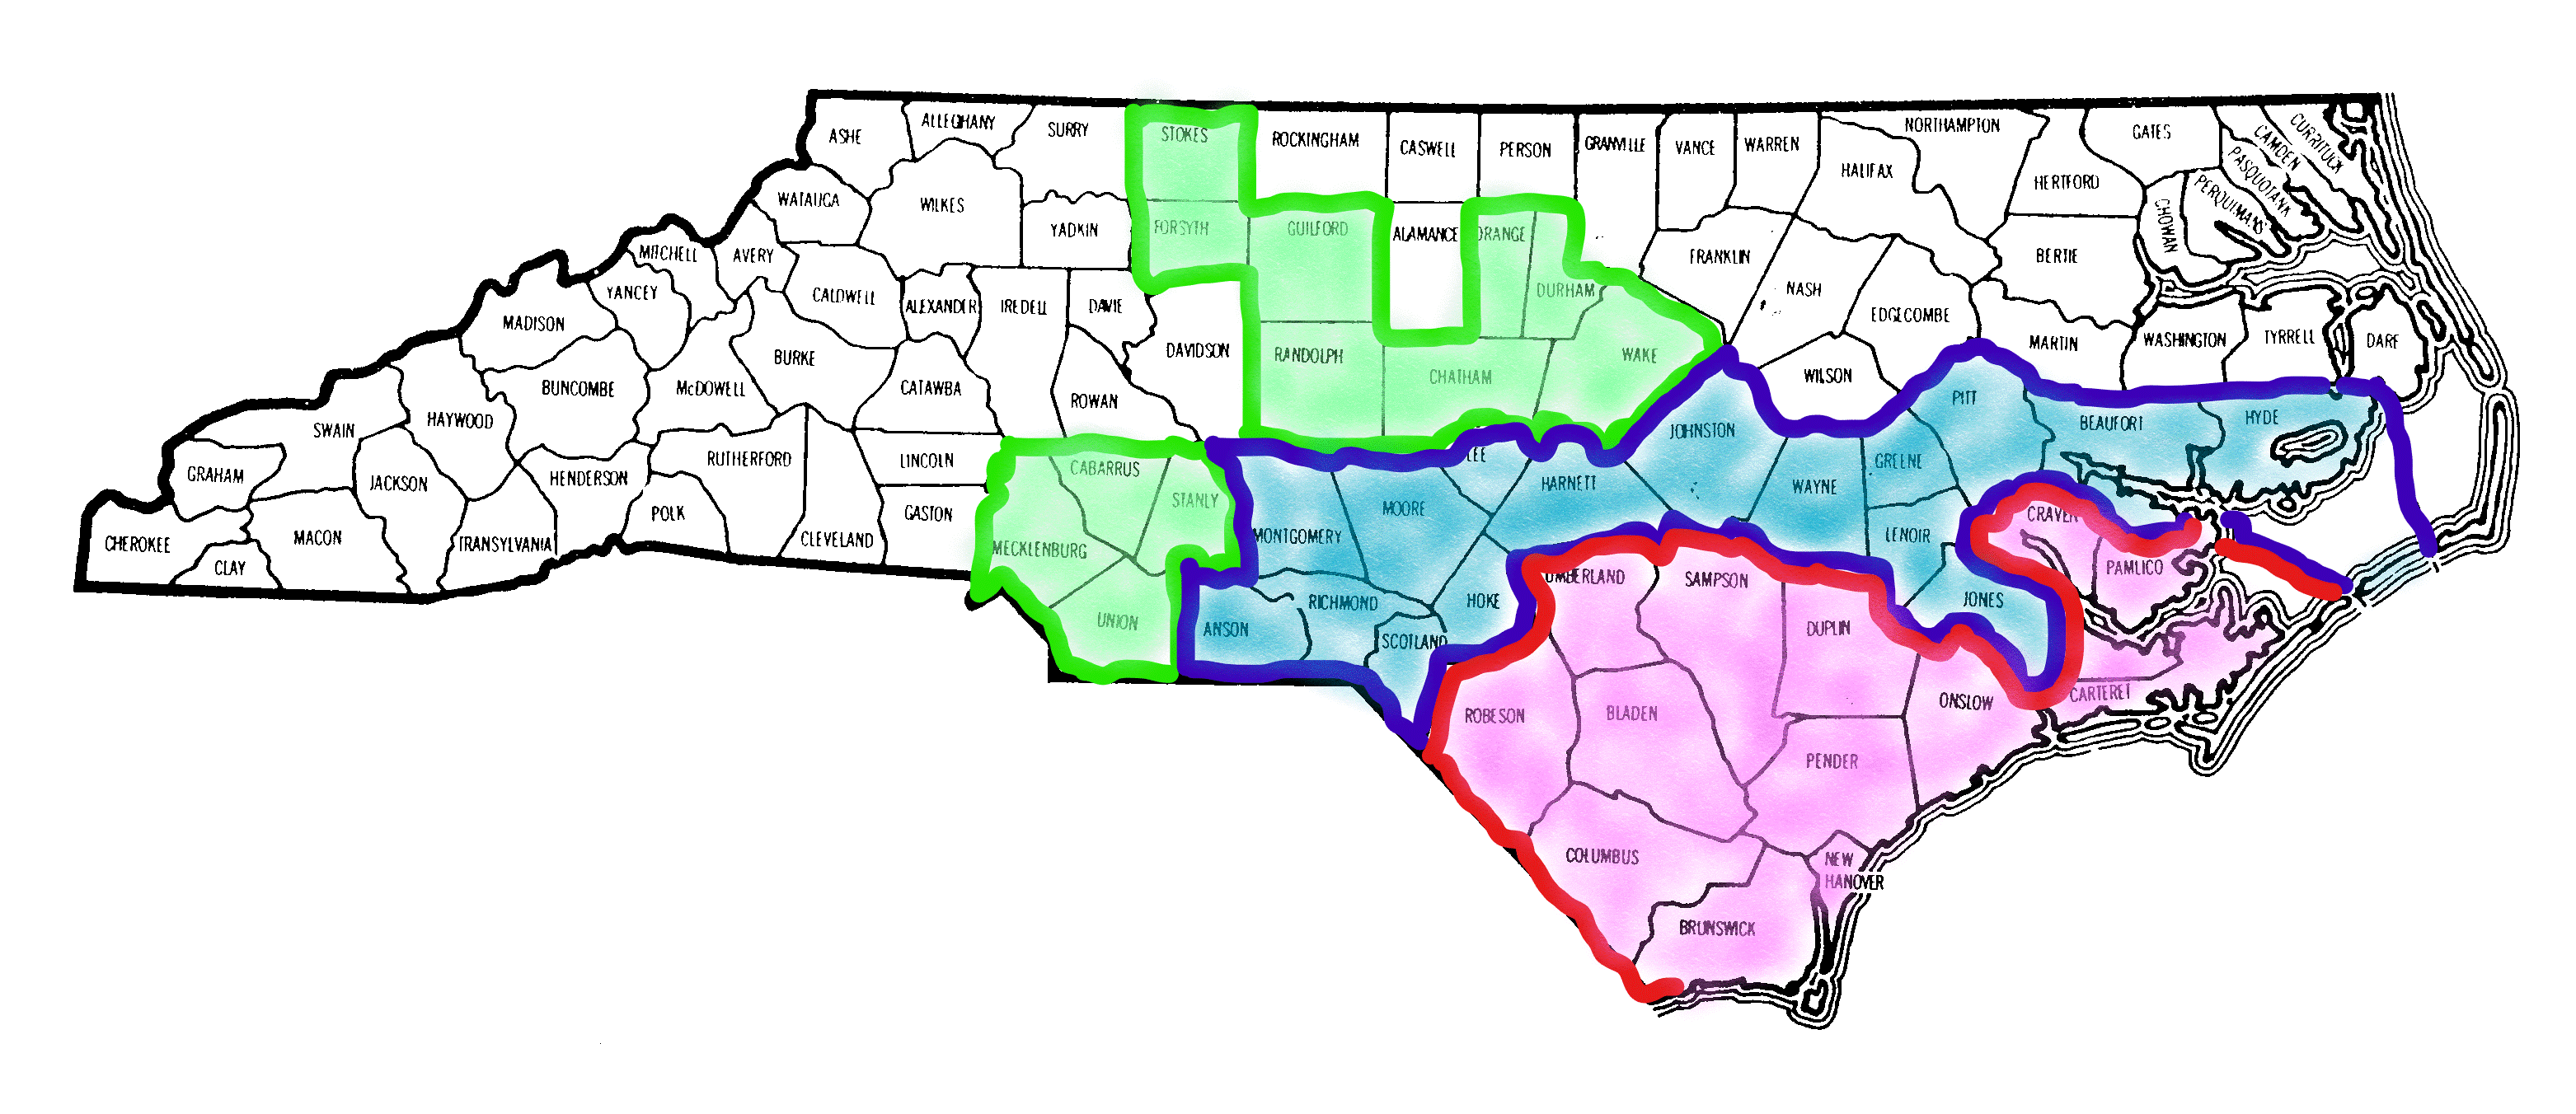 ASHE
ALLEGHANY
SURRY
STOKES
ROCKINGHAM
CASWELL
PERSON
GRANVILLE
VANCE
WARREN
NORTHAMPTON
GATES
CURRITUCK
CAMDEN
PASQUOTANK
PERQUIMANS
CHOWAN
HALIFAX
HERTFORD
WATAUGA
WILKES
YADKIN
FORSYTH
GUILFORD
ALAMANCE
ORANGE
DURHAM
FRANKLIN
BERTIE
MITCHELL
AVERY
YANCEY
CALDWELL
ALEXANDER
IREDELL
DAVIE
NASH
EDGECOMBE
MADISON
BURKE
DAVIDSON
RANDOLPH
CHATHAM
WAKE
WILSON
MARTIN
WASHINGTON
TYRRELL
DARE
BUNCOMBE
McDOWELL
CATAWBA
ROWAN
SWAIN
HAYWOOD
JOHNSTON
PITT
BEAUFORT
HYDE
GRAHAM
JACKSON
HENDERSON
RUTHERFORD
LINCOLN
CABARRUS
STANLY
LEE
HARNETT
WAYNE
GREENE
POLK
GASTON
MOORE
MONTGOMERY
LENOIR
CRAVEN
CHEROKEE
MACON
TRANSYLVANIA
CLEVELAND
MECKLENBURG
CLAY
PAMLICO
UNION
ANSON
RICHMOND
HOKE
SCOTLAND
UMBERLAND
SAMPSON
DUPLIN
JONES
ROBESON
BLADEN
ONSLOW
CARTERET
PENDER
COLUMBUS
NEW
HANOVER
BRUNSWICK